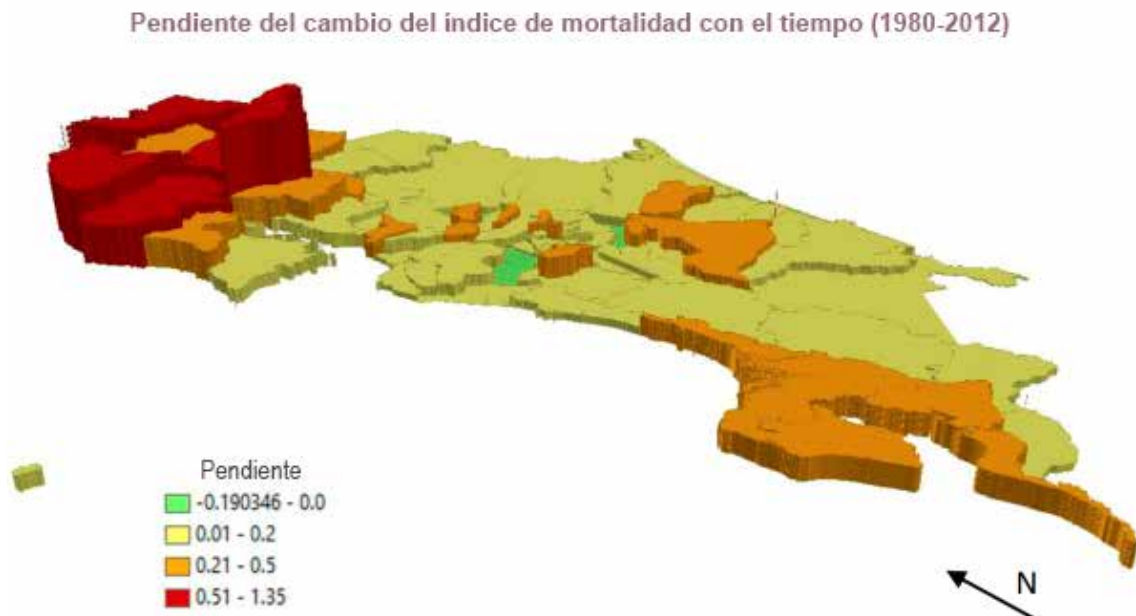 Pendiente del cambio del índice de mortalidad con el tiempo (1980-2012)
Pendiente
-0.190346 - 0.0
0.01 - 0.2
0.21 - 0.5
0.51 - 1.35
N